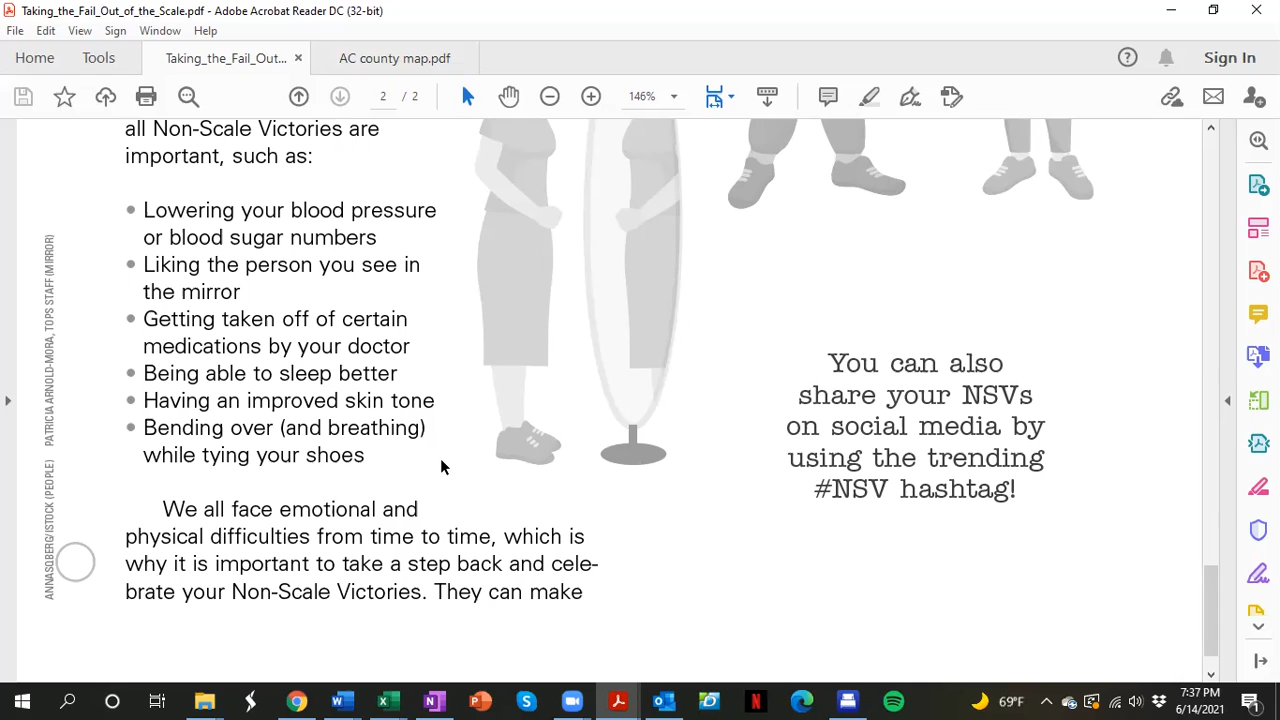 Taking_the_Fail_Out_of_the_Scale.pdf - Adobe Acrobat Reader DC (32-bit)
File Edit View Sign Window Help
Home Tools Taking_the_Fail_Out... × AC county map.pdf Sign In
2 / 2 146%
all Non-Scale Victories are
important, such as:
• Lowering your blood pressure
or blood sugar numbers
• Liking the person you see in
the mirror
• Getting taken off of certain
medications by your doctor
• Being able to sleep better
• Having an improved skin tone
• Bending over (and breathing)
while tying your shoes
We all face emotional and
physical difficulties from time to time, which is
why it is important to take a step back and cele-
brate your Non-Scale Victories. They can make
ANNASQBERG/ISTOCK (PEOPLE) PATRICIA ARNOLD-MORA, TOPS STAFF (MIRROR)
You can also
share your NSVs
on social media by
using the trending
#NSV hashtag!
69°F
7:37 PM
6/14/2021